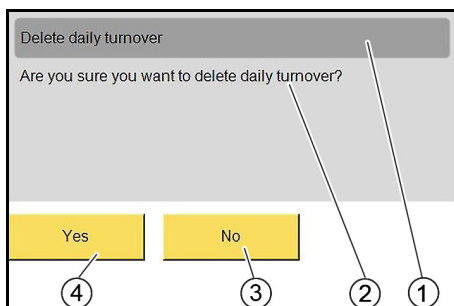 Delete daily turnover
Are you sure you want to delete daily turnover?
Yes
No
4
3
2
1